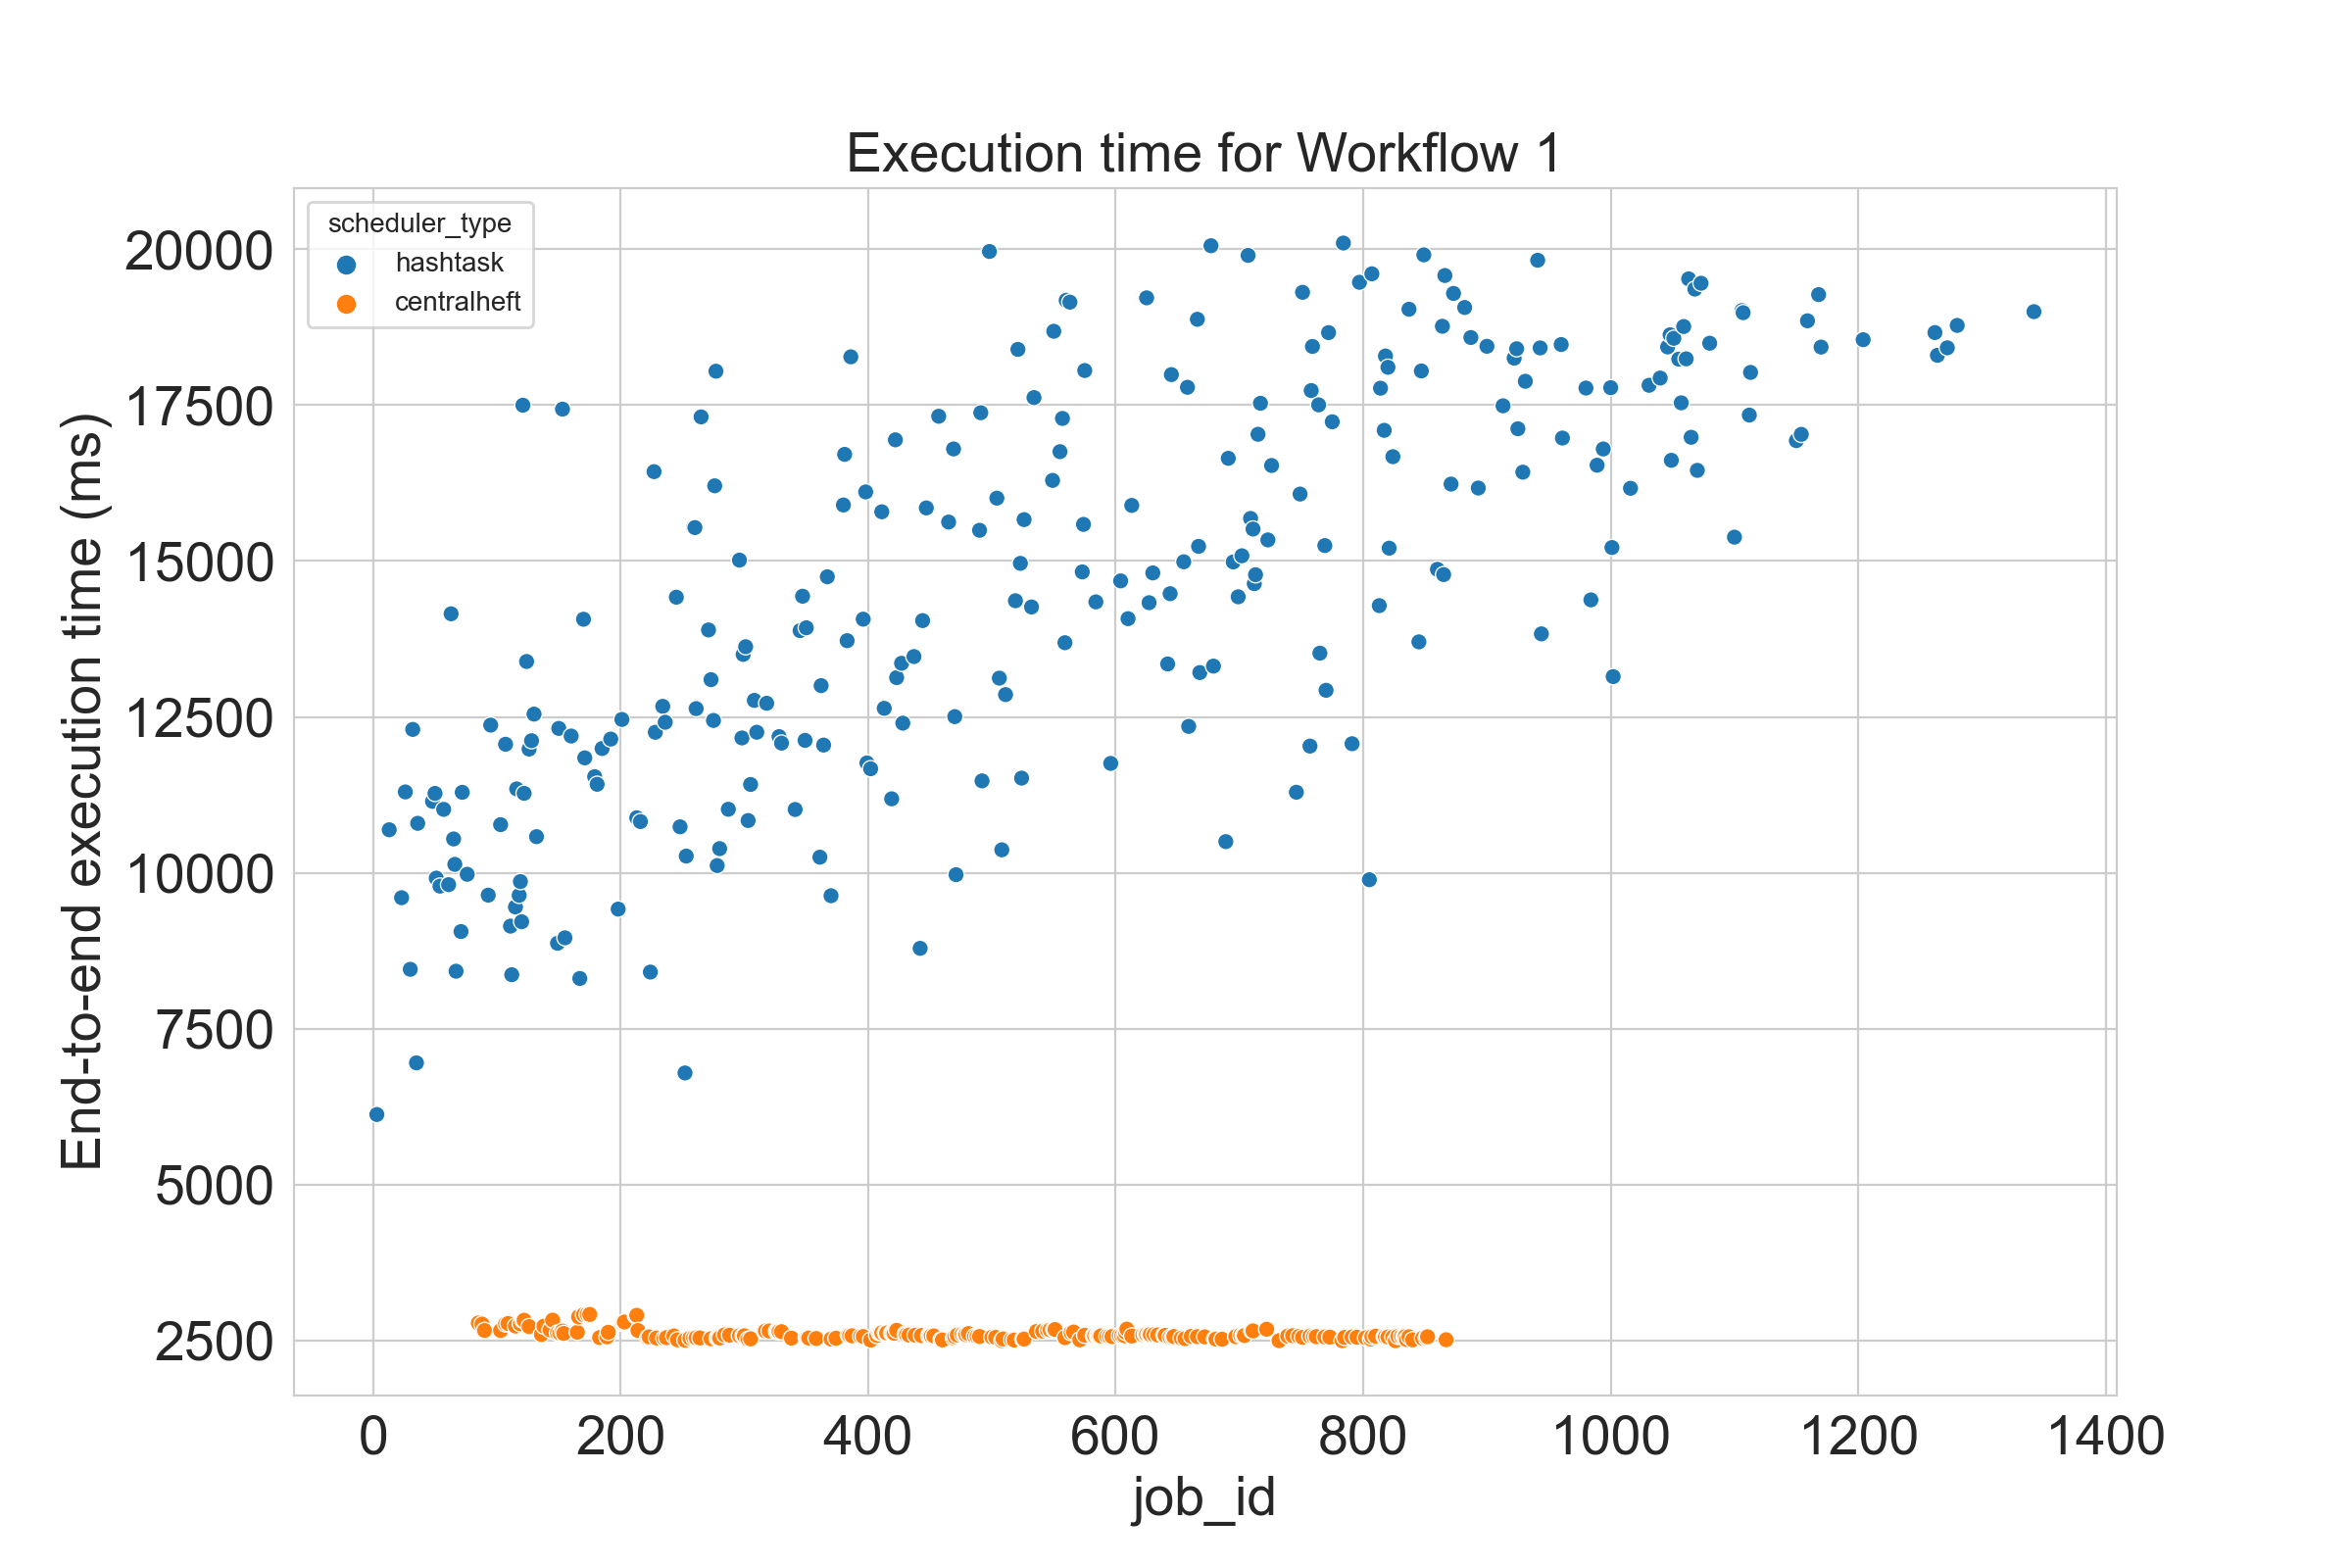 Execution time for Workflow 1
scheduler_type
hashtask
centralheft
End-to-end execution time (ms)
20000
17500
15000
12500
10000
7500
5000
2500
0 200 400 600 800 1000 1200 1400
job_id